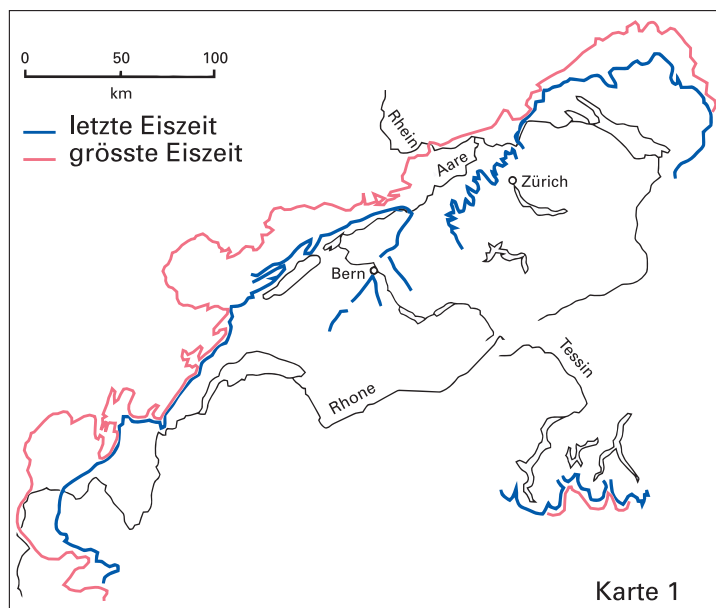 0 50 100
km
letzte Eiszeit
grösste Eiszeit
Rhein
Aare
Zürich
Bern
Rhone
Tessin
Karte 1